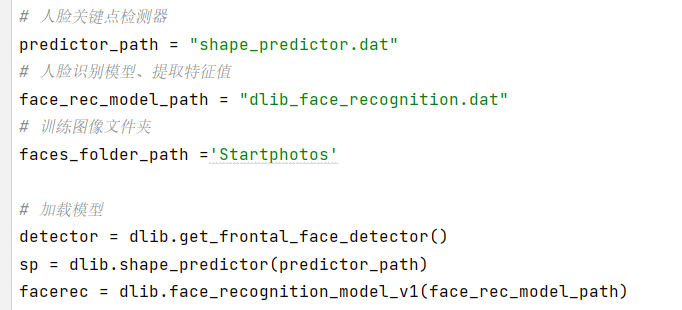 # 人脸关键点检测器
predictor_path = "shape_predictor.dat"
# 人脸识别模型、提取特征值
face_rec_model_path = "dlib_face_recognition.dat"
# 训练图像文件夹
faces_folder_path ='Startphotos'
# 加载模型
detector = dlib.get_frontal_face_detector()
sp = dlib.shape_predictor(predictor_path)
facerec = dlib.face_recognition_model_v1(face_rec_model_path)